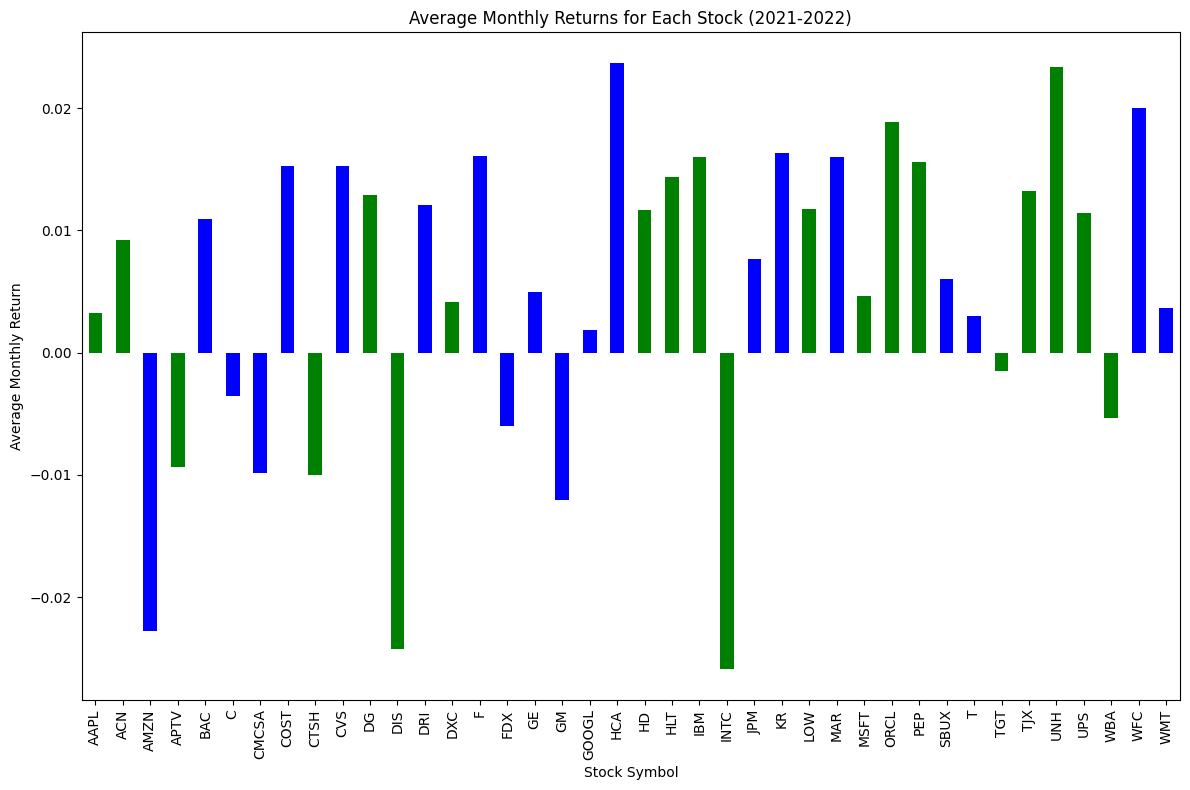 Average Monthly Returns for Each Stock (2021-2022)
Average Monthly Return
0.02
0.01
0.00
−0.01
−0.02
AAPL
ACN
AMZN
APTV
BAC
C
CMCSA
COST
CTSH
CVS
DG
DIS
DRI
DXC
F
FDX
GE
GM
GOOGL
HCA
HD
HLT
IBM
INTC
JPM
KR
LOW
MAR
MSFT
ORCL
PEP
SBUX
T
TGT
TJX
UNH
UPS
WBA
WFC
WMT
Stock Symbol